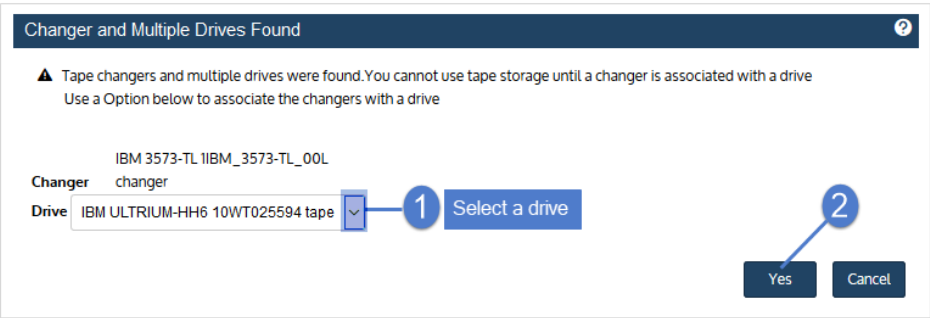 Changer and Multiple Drives Found ?
Tape changers and multiple drives were found.You cannot use tape storage until a changer is associated with a drive
Use a Option below to associate the changers with a drive
IBM 3573-TL 1IBM_3573-TL_00L
Changer changer
Drive IBM ULTRIUM-HH6 10WT025594 tape 1 Select a drive
2
Yes Cancel